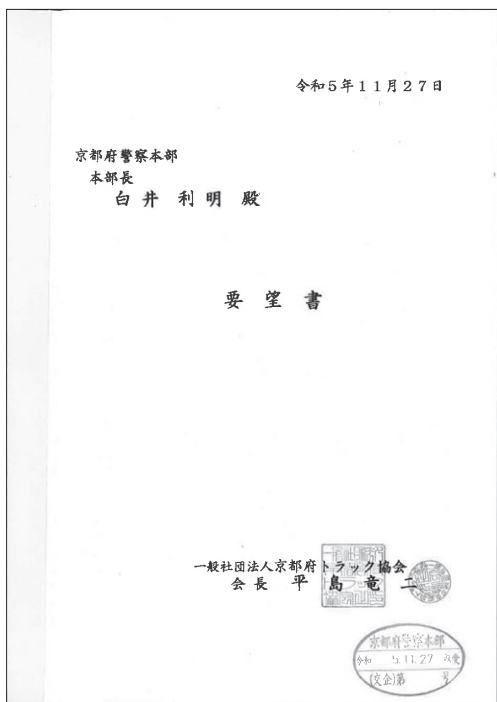 令和5年11月27日
京都府警察本部
本部長
白井 利明 殿
要 望 書
一般社団法人京都府トラック協会
会長 平 島 竜 二
京都府警察本部
令和 5.11.27 収受
(交企)第 号